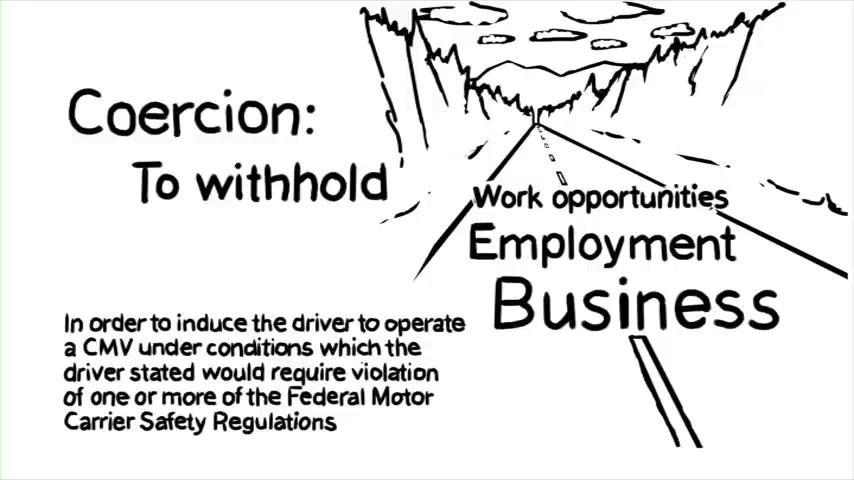 Coercion:
To withhold
Work opportunities
Employment
Business
In order to induce the driver to operate
a CMV under conditions which the
driver stated would require violation
of one or more of the Federal Motor
Carrier Safety Regulations